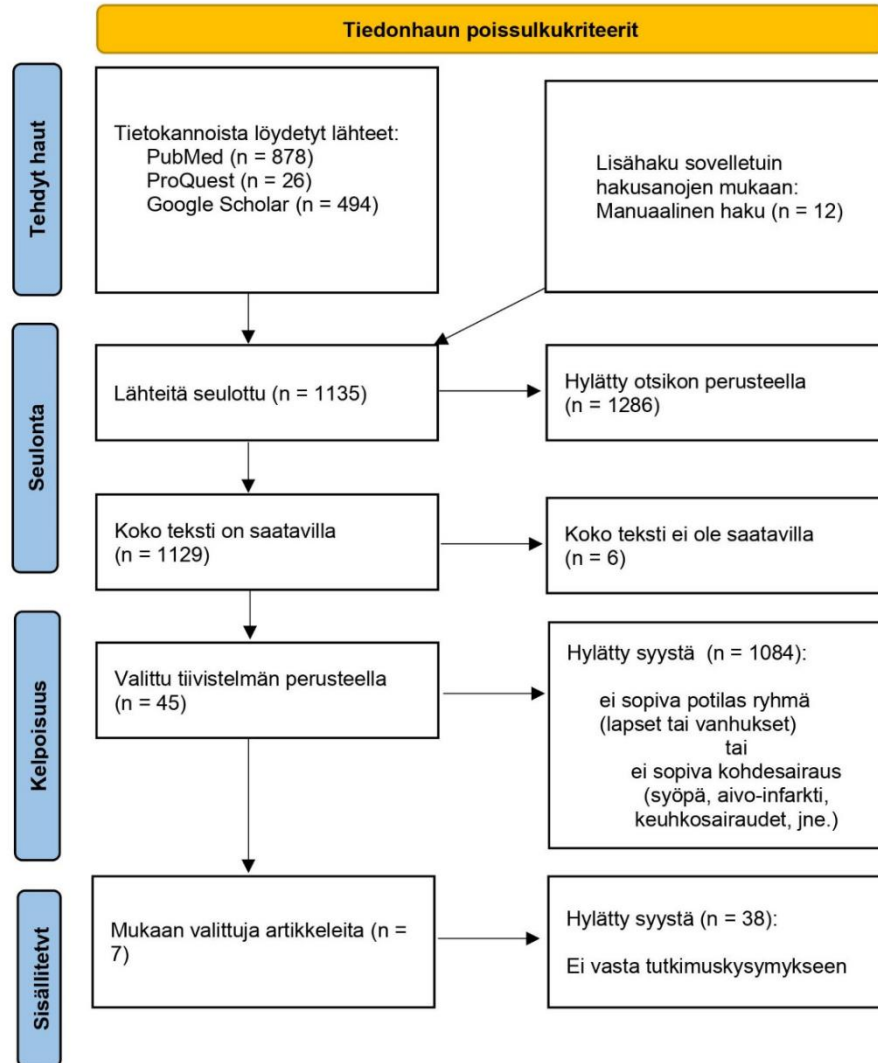 Tiedonhaun poissulkukriteerit
Tehdyt haut
Tietokannoista löydetyt lähteet:
PubMed (n = 878)
ProQuest (n = 26)
Google Scholar (n = 494)
Lisähaku sovelletuin
hakusanojen mukaan:
Manuaalinen haku (n = 12)
Seulonta
Lähteitä seulottu (n = 1135)
Hylätty otsikon perusteella
(n = 1286)
Koko teksti on saatavilla
(n = 1129)
Koko teksti ei ole saatavilla
(n = 6)
Kelpoisuus
Valittu tiivistelmän perusteella
(n = 45)
Hylätty syystä (n = 1084):
ei sopiva potilas ryhmä
(lapset tai vanhukset)
tai
ei sopiva kohdesairaus
(syöpä, aivo-infarkti,
keuhkosairaudet, jne.)
Sisällitetyt
Mukaan valittuja artikkeleita (n =
7)
Hylätty syystä (n = 38):
Ei vasta tutkimuskysymykseen